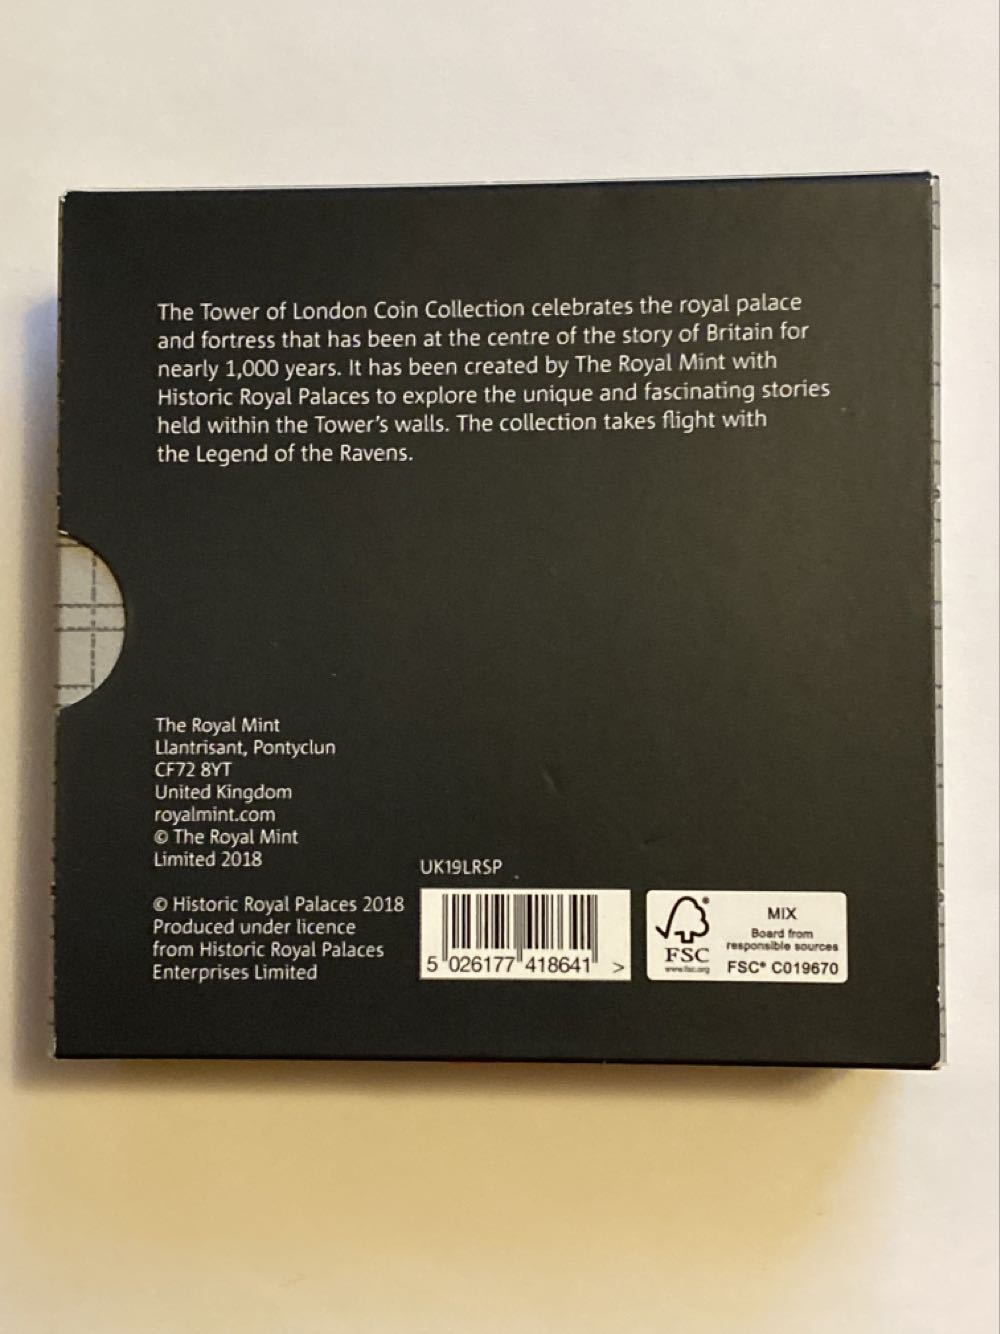 The Tower of London Coin Collection celebrates the royal palace
and fortress that has been at the centre of the story of Britain for
nearly 1,000 years. It has been created by The Royal Mint with
Historic Royal Palaces to explore the unique and fascinating stories
held within the Tower's walls. The collection takes flight with
the Legend of the Ravens.
The Royal Mint
Llantrisant, Pontyclun
CF72 8YT
United Kingdom
royalmint.com
© The Royal Mint
Limited 2018
© Historic Royal Palaces 2018
Produced under licence
from Historic Royal Palaces
Enterprises Limited
UK19LRSP
5 026177 418641 >
FSC
www.fsc.org
MIX
Board from
responsible sources
FSC® C019670